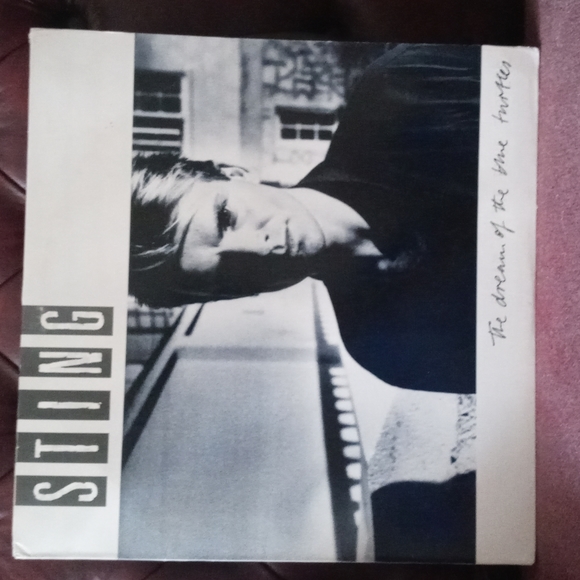 STING
the dream of the blue turtles